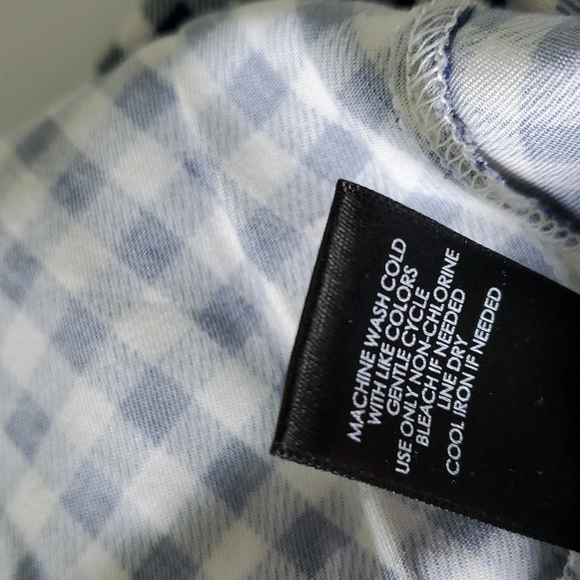 MACHINE WASH COLD
WITH LIKE COLORS
GENTLE CYCLE
USE ONLY NON-CHLORINE
BLEACH IF NEEDED
LINE DRY
COOL IRON IF NEEDED